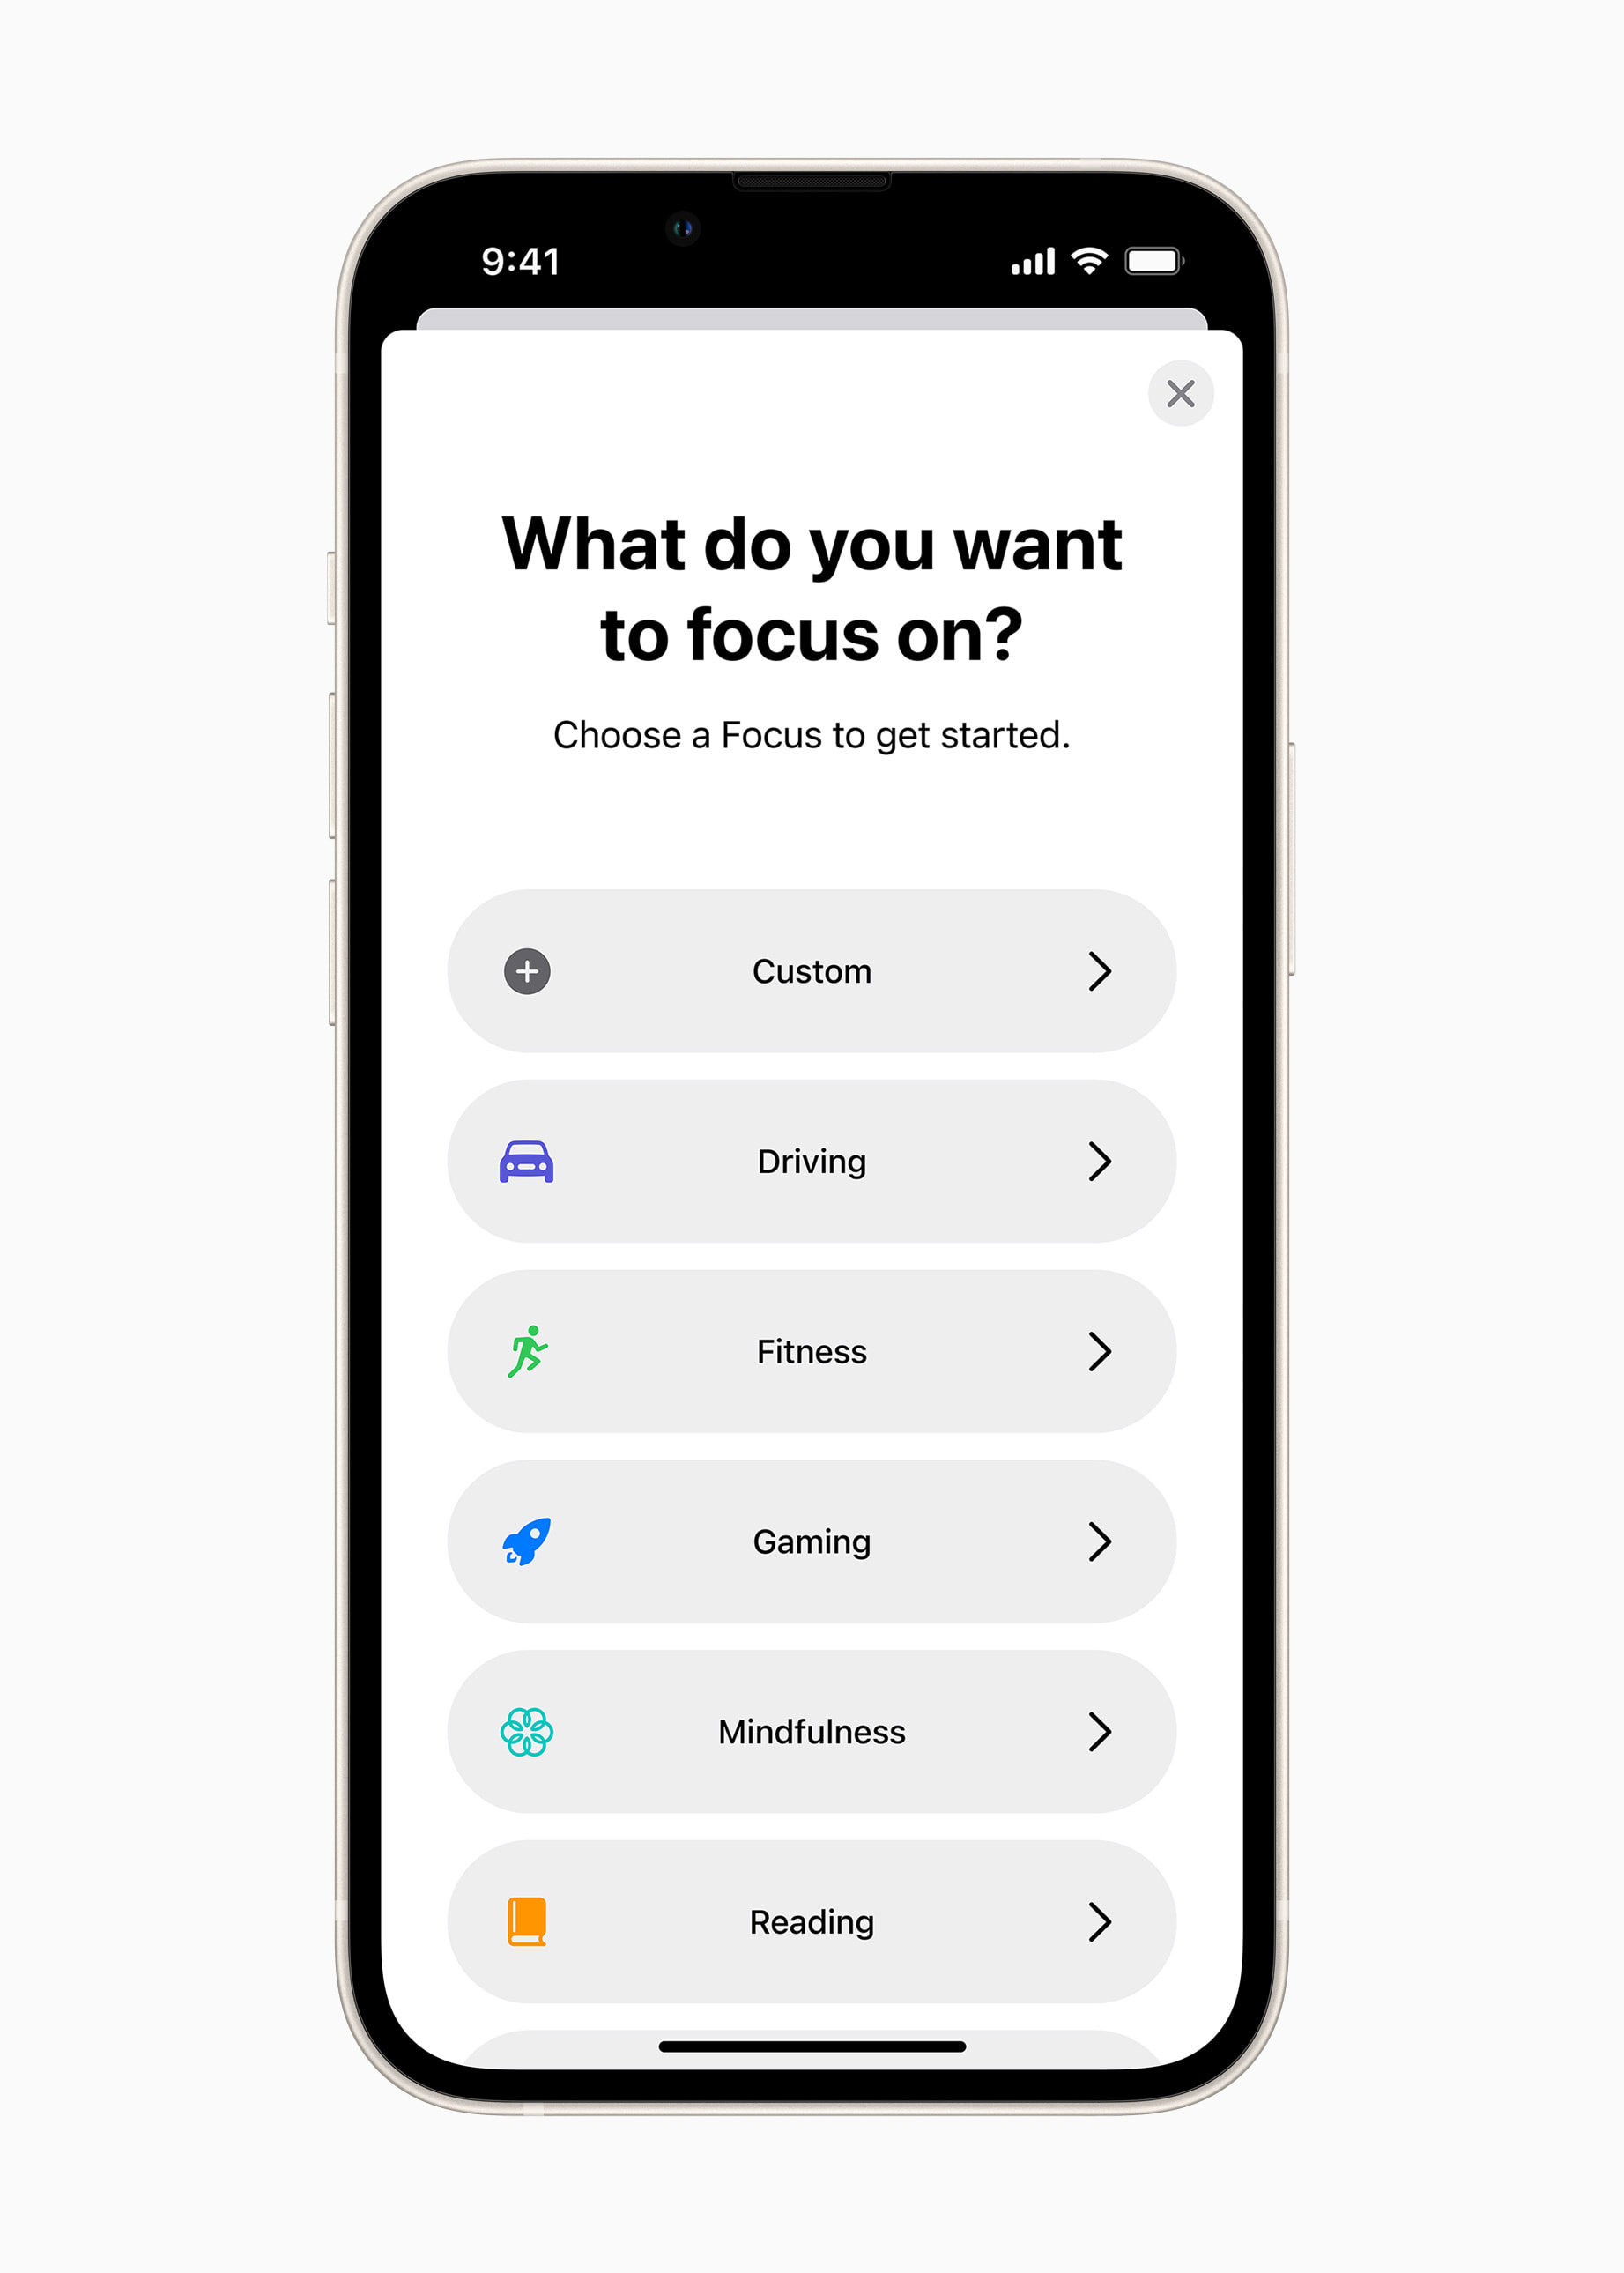 9:41
What do you want
to focus on?
Choose a Focus to get started.
Custom
Driving
Fitness
Gaming
Mindfulness
Reading